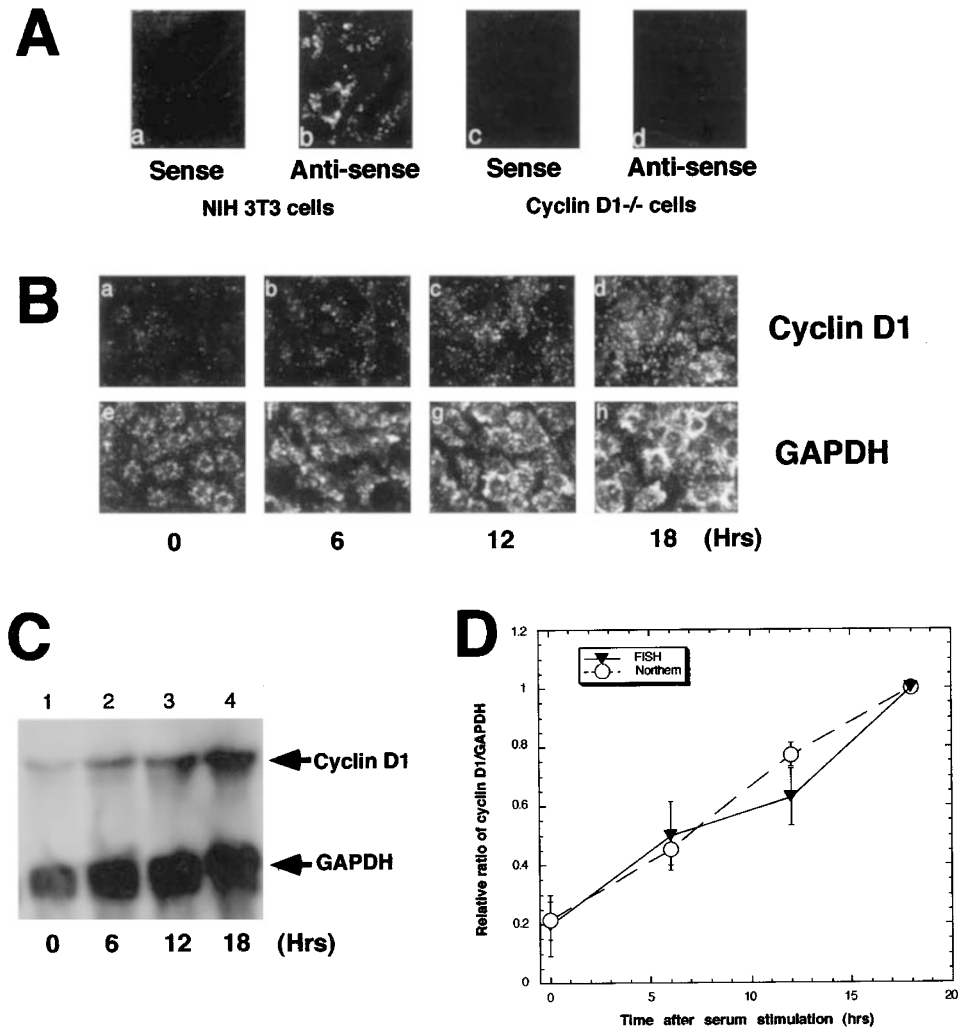 A
a
b
c
d
Sense
Anti-sense
Sense
Anti-sense
NIH 3T3 cells
Cyclin D1-/- cells
B
a
b
c
d
Cyclin D1
e
f
g
h
GAPDH
0 6 12 18 (Hrs)
C
1 2 3 4
Cyclin D1
GAPDH
0 6 12 18 (Hrs)
D
Relative ratio of cyclin D1/GAPDH
1.2
1
0.8
0.6
0.4
0.2
0
FISH
Northern
0 5 10 15 20
Time after serum stimulation (hrs)